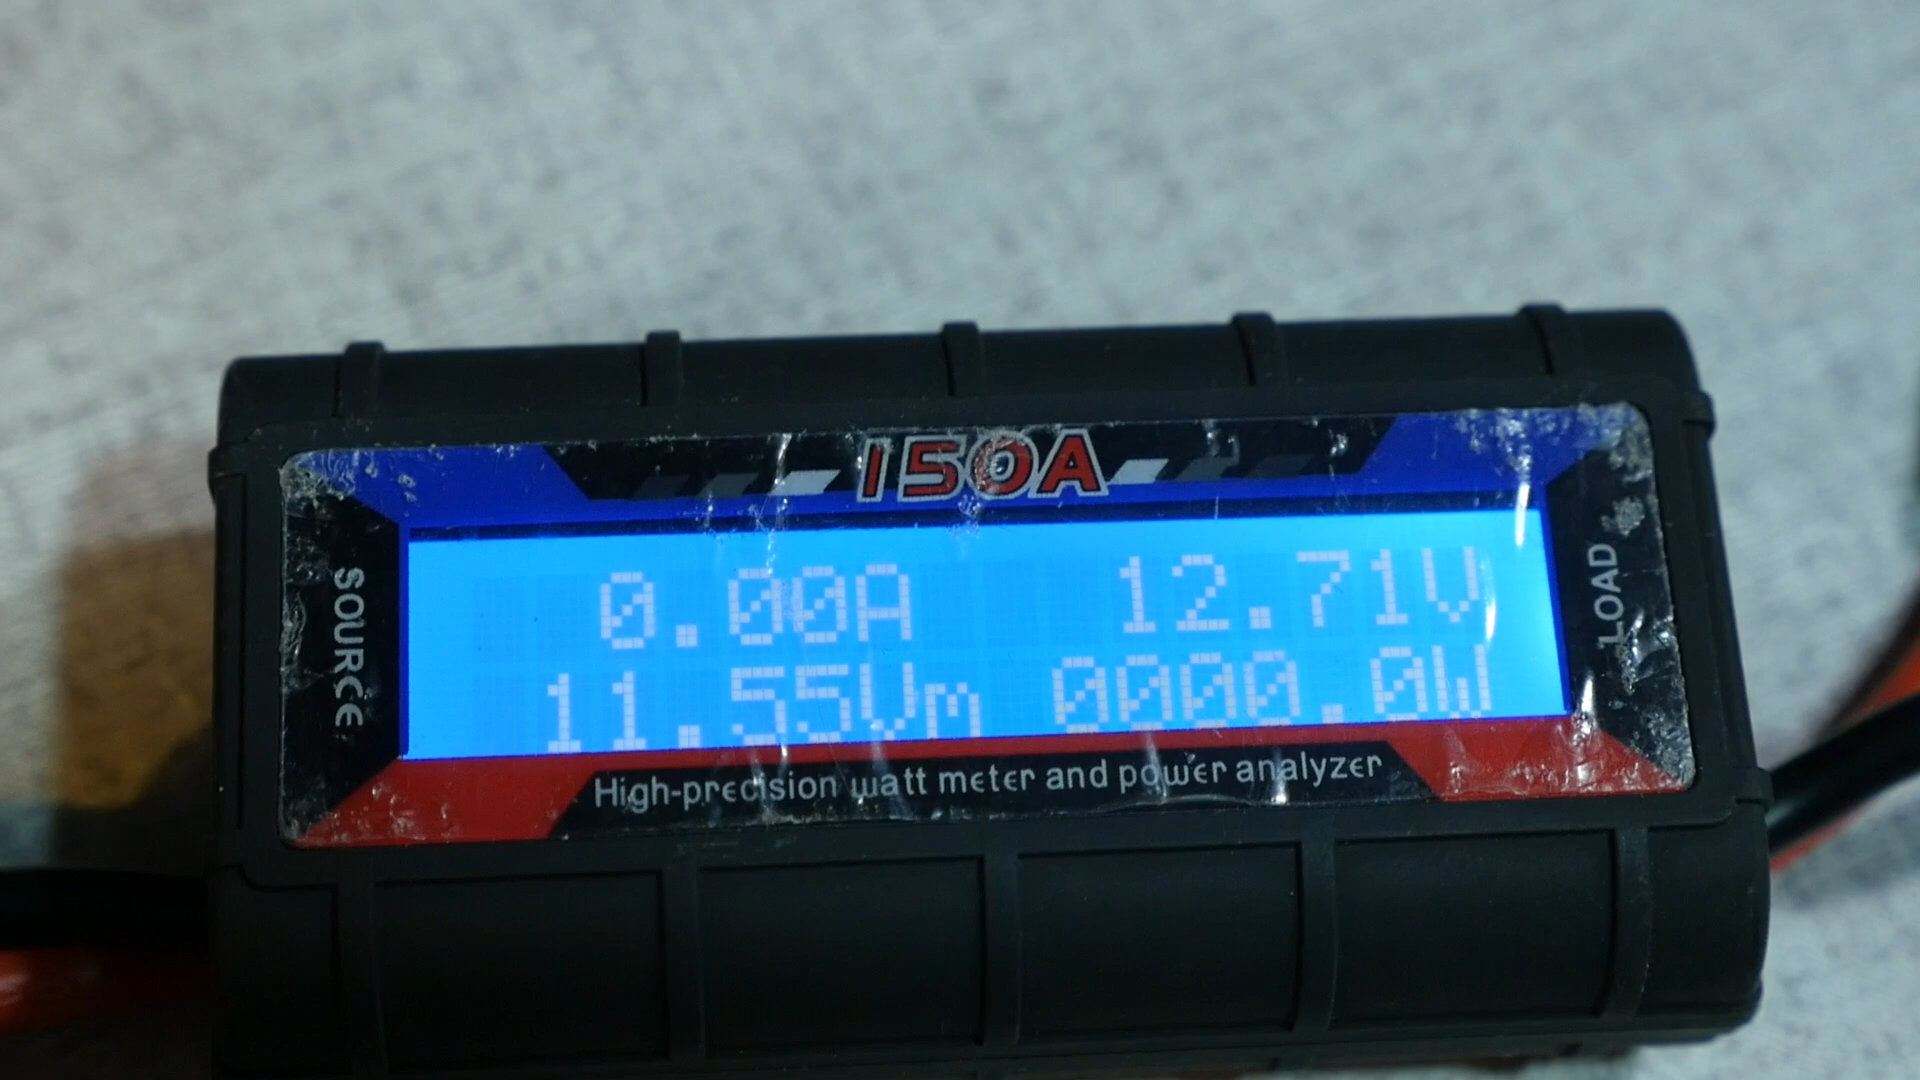 150A
SOURCE
0.00A 12.71V
11.55Vm 0000.0W
LOAD
High-precision watt meter and power analyzer